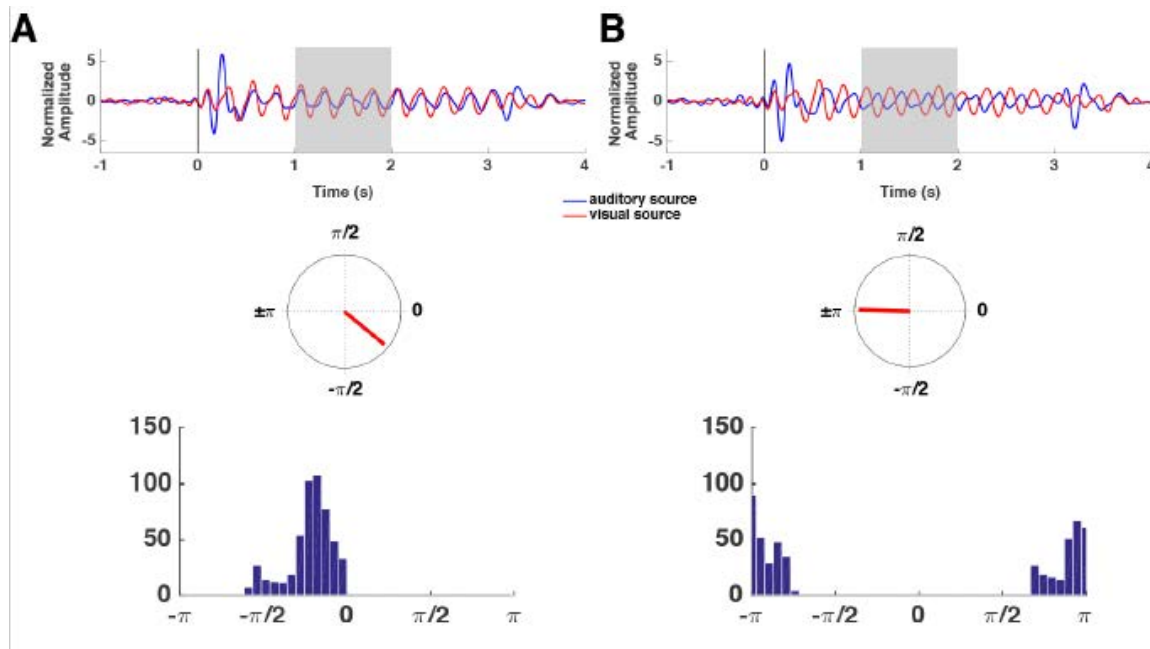 A
B
Normalized
Amplitude
5
0
-5
-1 0 1 2 3 4
Time (s)
Normalized
Amplitude
5
0
-5
-1 0 1 2 3 4
Time (s)
auditory source
visual source
π/2
±π
0
-π/2
π/2
±π
0
-π/2
150
100
50
0
-π -π/2 0 π/2 π
150
100
50
0
-π -π/2 0 π/2 π